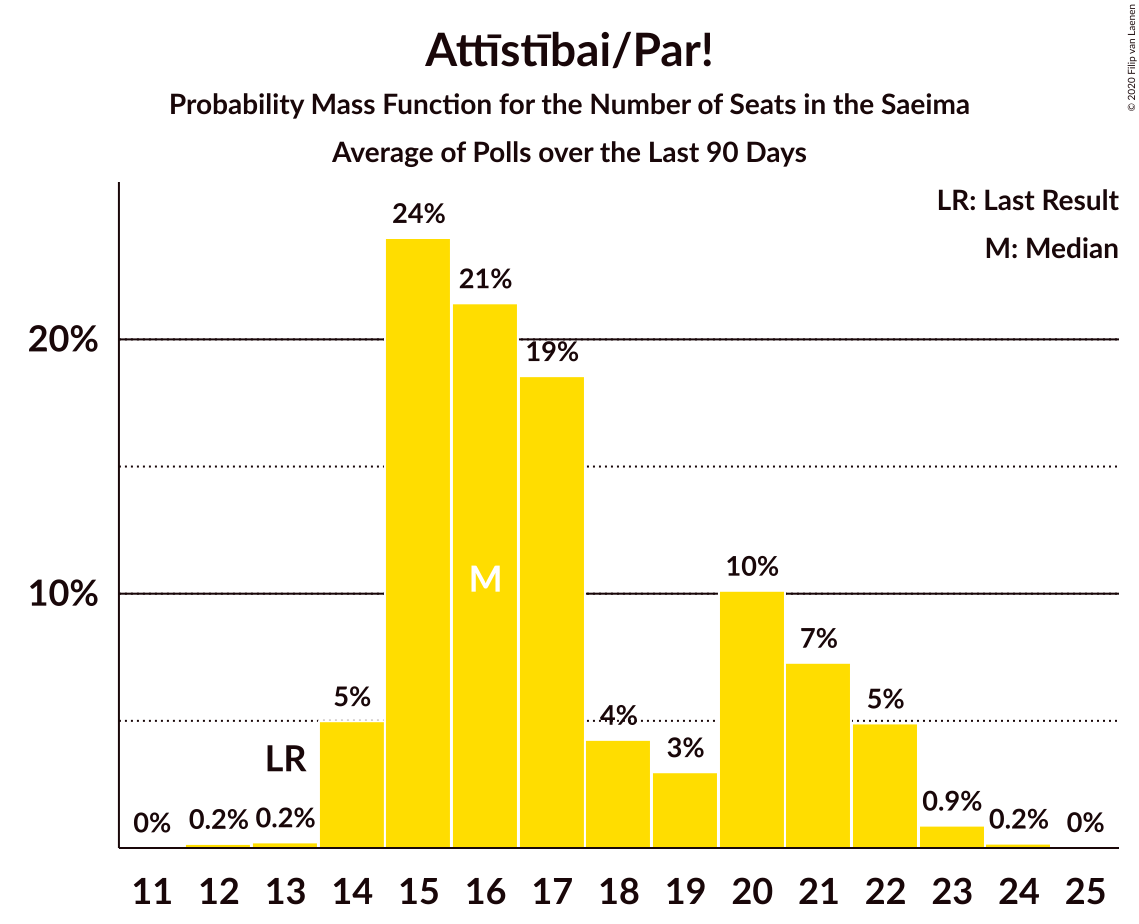 Attīstībai/Par!
Probability Mass Function for the Number of Seats in the Saeima
Average of Polls over the Last 90 Days
© 2020 Filip van Laenen
LR: Last Result
M: Median
20%
10%
0%
0.2%
0.2%
5%
24%
21%
19%
4%
3%
10%
7%
5%
0.9%
0.2%
0%
LR
M
11 12 13 14 15 16 17 18 19 20 21 22 23 24 25